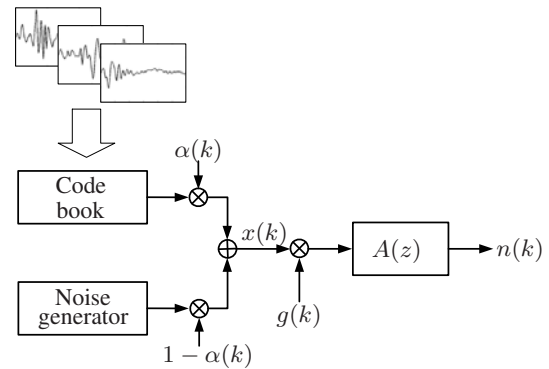 α(k)
Code
book
x(k)
A(z)
n(k)
Noise
generator
g(k)
1 − α(k)